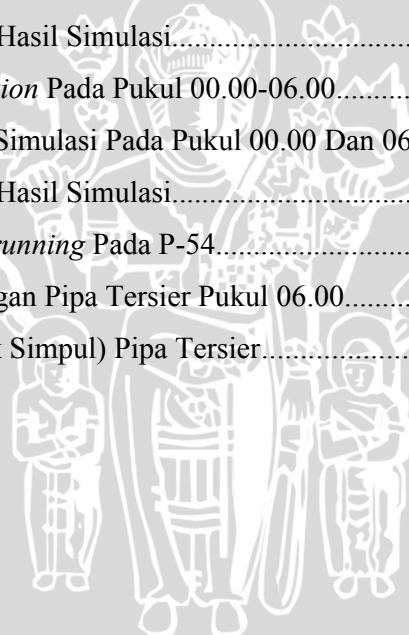 Hasil Simulasi.........................................
tion Pada Pukul 00.00-06.00............
Simulasi Pada Pukul 00.00 Dan 06
Hasil Simulasi.........................................
running Pada P-54.............................
gan Pipa Tersier Pukul 06.00...........
Simpul) Pipa Tersier........................